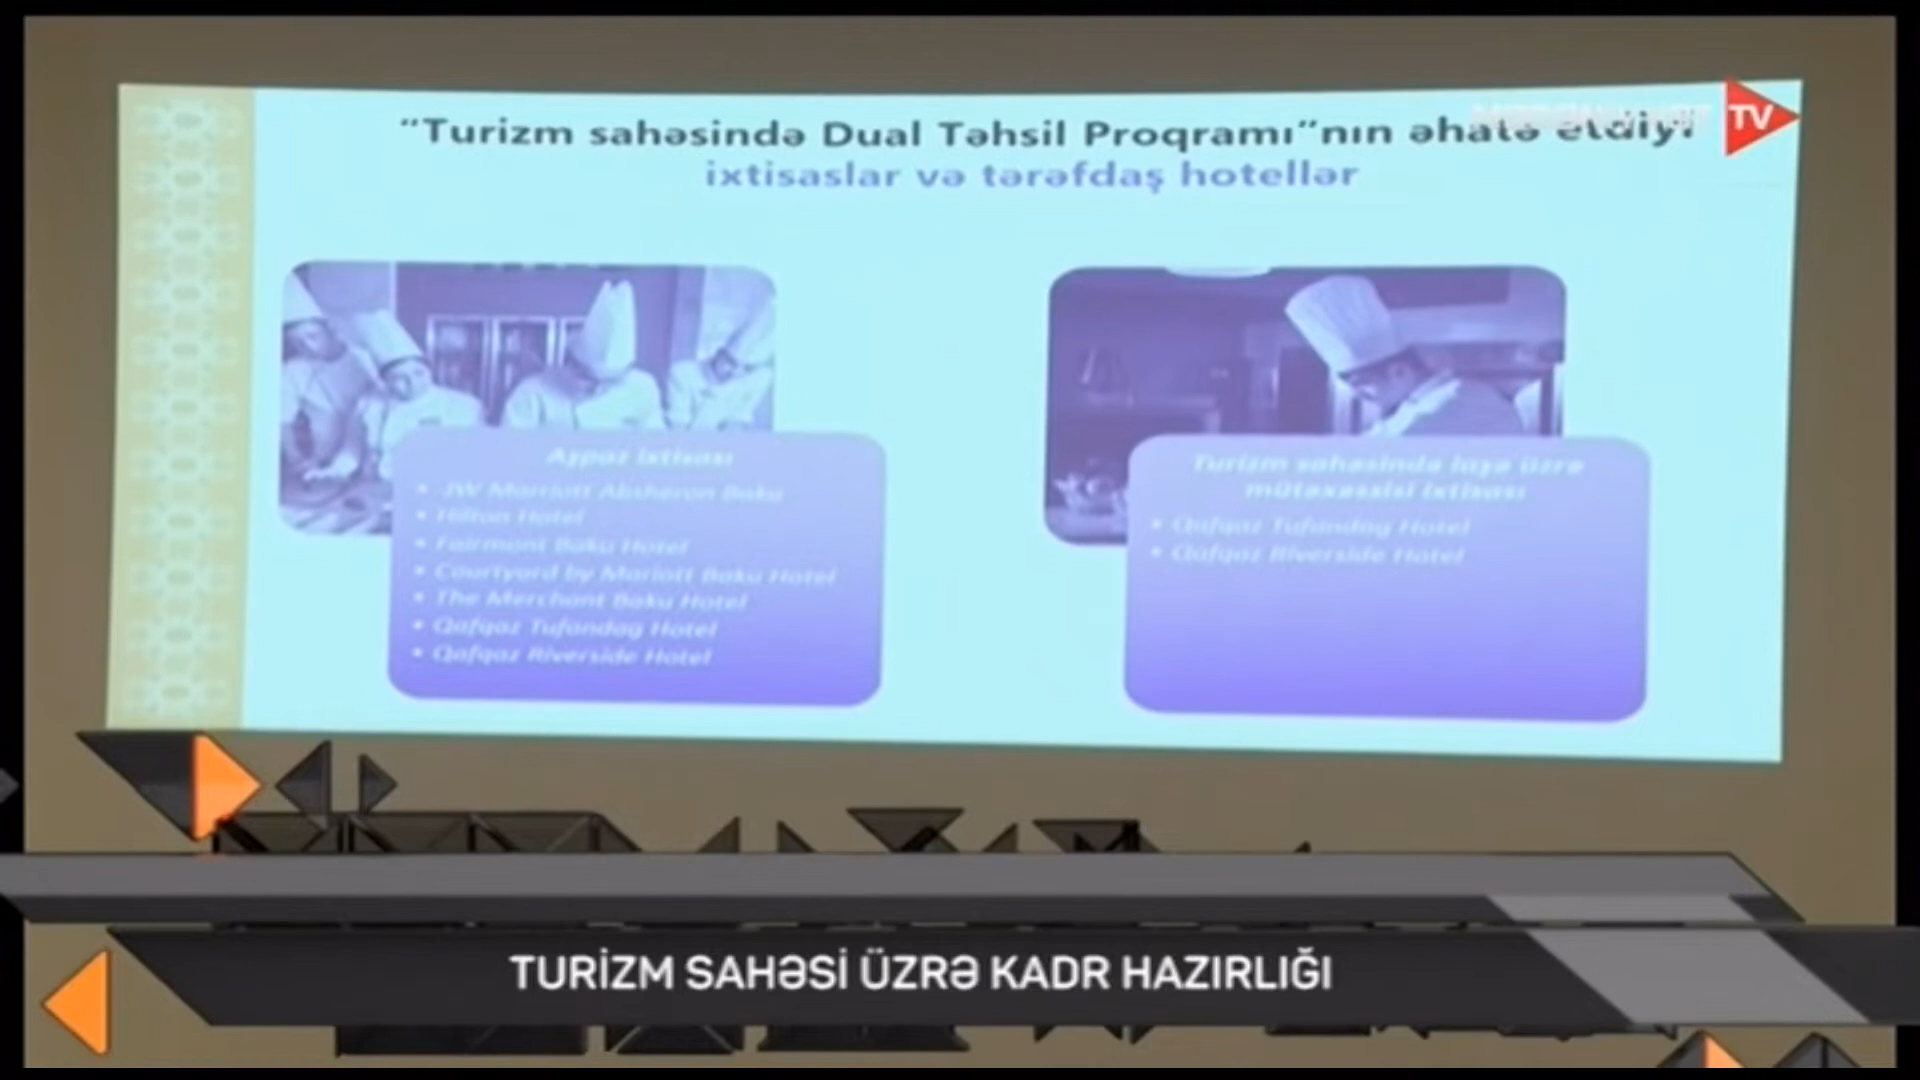 TV
“Turizm sahəsində Dual Təhsil Proqramı”nın əhatə etdiyi
ixtisaslar və tərəfdaş hotellər
Aşpaz ixtisası
• JW Marriott Absheron Baku
• Hilton Hotel
• Fairmont Baku Hotel
• Courtyard by Mariott Baku Hotel
• The Merchant Baku Hotel
• Qafqaz Tufandag Hotel
• Qafqaz Riverside Hotel
Turizm sahəsində iaşə üzrə
mütəxəssisi ixtisası
• Qafqaz Tufandag Hotel
• Qafqaz Riverside Hotel
TURİZM SAHƏSİ ÜZRƏ KADR HAZIRLIĞI